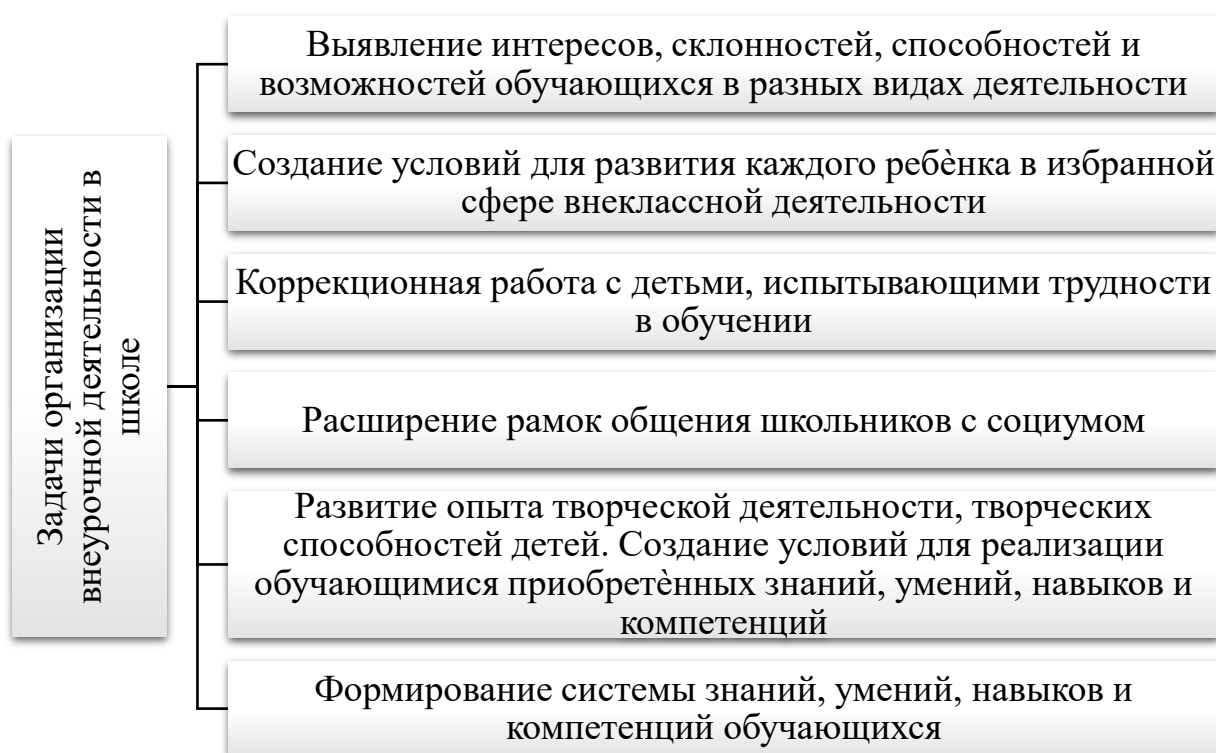 Задачи организации
внеурочной деятельности в
школе
Выявление интересов, склонностей, способностей и
возможностей обучающихся в разных видах деятельности
Создание условий для развития каждого ребѐнка в избранной
сфере внеклассной деятельности
Коррекционная работа с детьми, испытывающими трудности
в обучении
Расширение рамок общения школьников с социумом
Развитие опыта творческой деятельности, творческих
способностей детей. Создание условий для реализации
обучающимися приобретѐнных знаний, умений, навыков и
компетенций
Формирование системы знаний, умений, навыков и
компетенций обучающихся